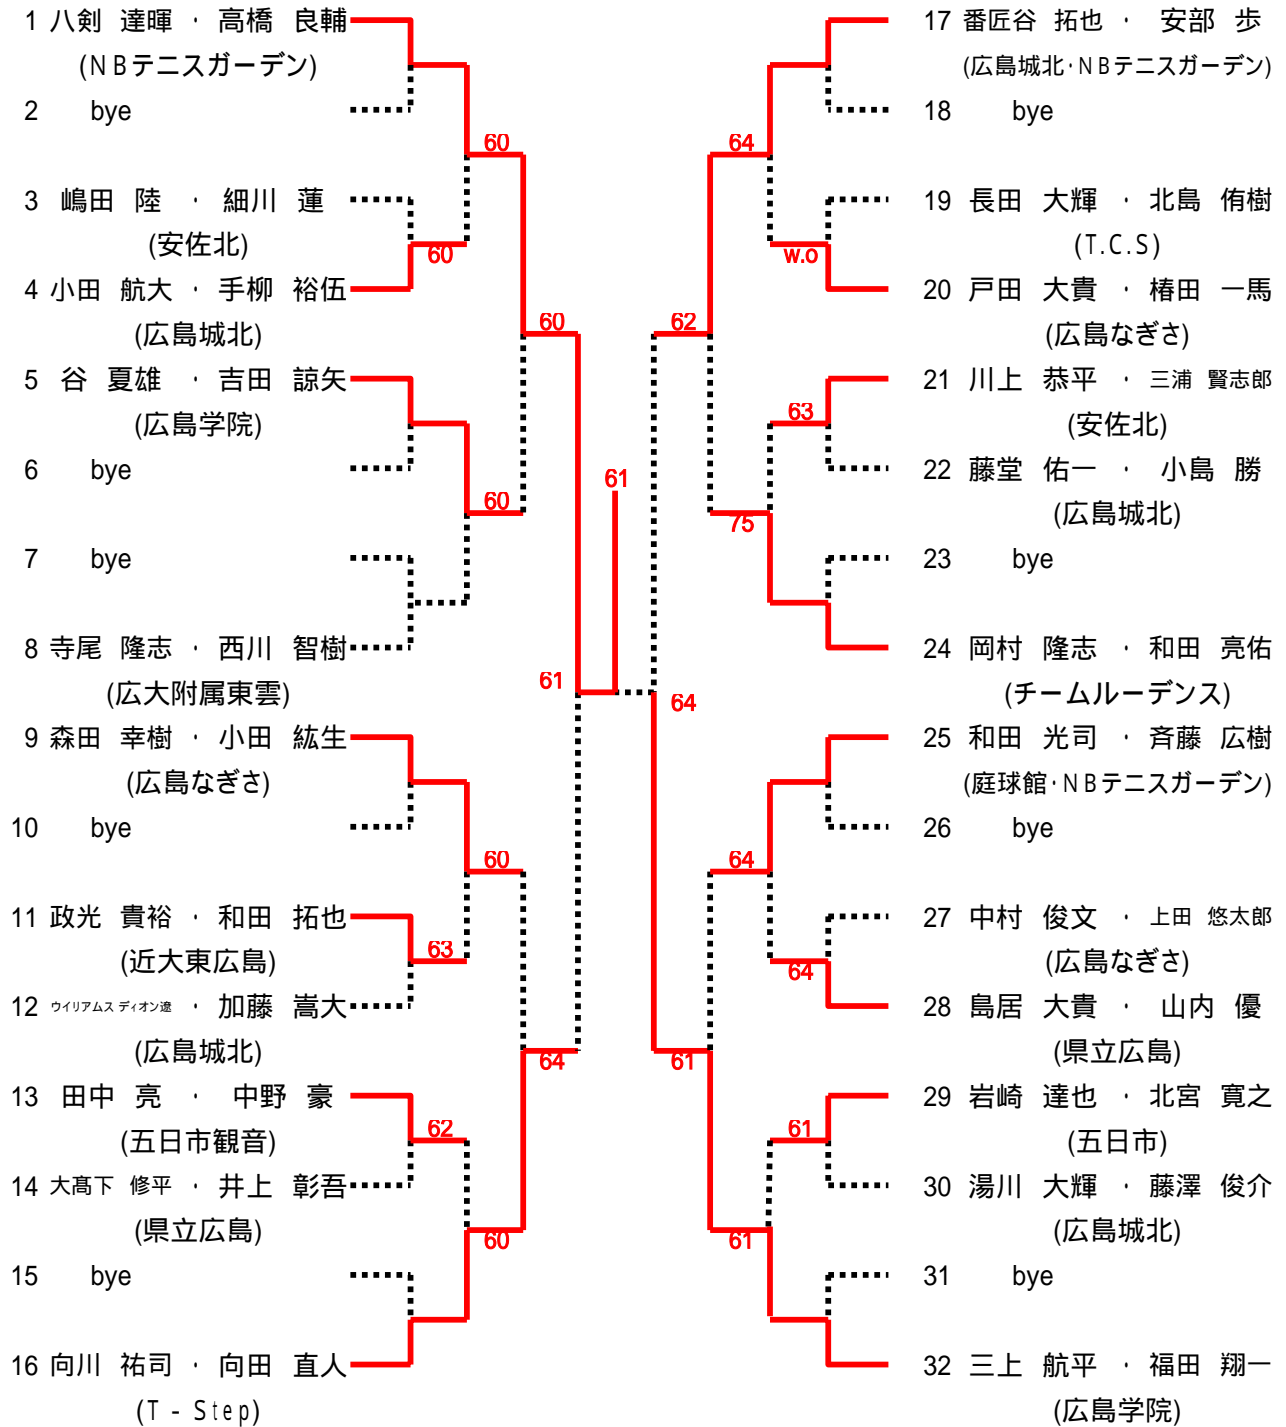 1 八剣 達暉 ・ 高橋 良輔
(NBテニスガーデン)
2 bye
60
3 嶋田 陸 ・ 細川 蓮
(安佐北)
60
4 小田 航大 ・ 手柳 裕伍
(広島城北)
60
5 谷 夏雄 ・ 吉田 諒矢
(広島学院)
6 bye
60
7 bye
8 寺尾 隆志 ・ 西川 智樹
(広大附属東雲)
61
61
9 森田 幸樹 ・ 小田 紘生
(広島なぎさ)
10 bye
60
11 政光 貴裕 ・ 和田 拓也
(近大東広島)
63
12 ウイリアムス ディオン遼 ・ 加藤 嵩大
(広島城北)
64
13 田中 亮 ・ 中野 豪
(五日市観音)
62
14 大髙下 修平 ・ 井上 彰吾
(県立広島)
60
15 bye
16 向川 祐司 ・ 向田 直人
(T - Step)
17 番匠谷 拓也 ・ 安部 歩
(広島城北・NBテニスガーデン)
18 bye
64
19 長田 大輝 ・ 北島 侑樹
(T.C.S)
W.O
20 戸田 大貴 ・ 椿田 一馬
(広島なぎさ)
62
21 川上 恭平 ・ 三浦 賢志郎
(安佐北)
63
22 藤堂 佑一 ・ 小島 勝
(広島城北)
75
23 bye
24 岡村 隆志 ・ 和田 亮佑
(チームルーデンス)
64
25 和田 光司 ・ 斉藤 広樹
(庭球館・NBテニスガーデン)
26 bye
64
27 中村 俊文 ・ 上田 悠太郎
(広島なぎさ)
64
28 島居 大貴 ・ 山内 優
(県立広島)
61
29 岩崎 達也 ・ 北宮 寛之
(五日市)
61
30 湯川 大輝 ・ 藤澤 俊介
(広島城北)
61
31 bye
32 三上 航平 ・ 福田 翔一
(広島学院)